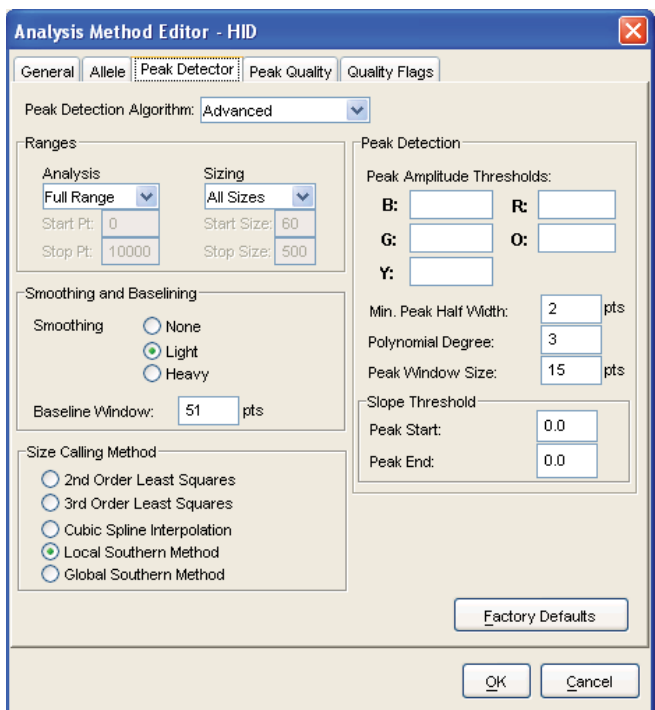 Analysis Method Editor - HID
General Allele Peak Detector Peak Quality Quality Flags
Peak Detection Algorithm: Advanced
Ranges
Analysis Sizing
Full Range All Sizes
Start Pt: 0 Start Size: 60
Stop Pt: 10000 Stop Size: 500
Smoothing and Baselining
Smoothing None
Light
Heavy
Baseline Window: 51 pts
Size Calling Method
2nd Order Least Squares
3rd Order Least Squares
Cubic Spline Interpolation
Local Southern Method
Global Southern Method
Peak Detection
Peak Amplitude Thresholds:
B: R:
G: O:
Y:
Min. Peak Half Width: 2 pts
Polynomial Degree: 3
Peak Window Size: 15 pts
Slope Threshold
Peak Start: 0.0
Peak End: 0.0
Factory Defaults
OK Cancel